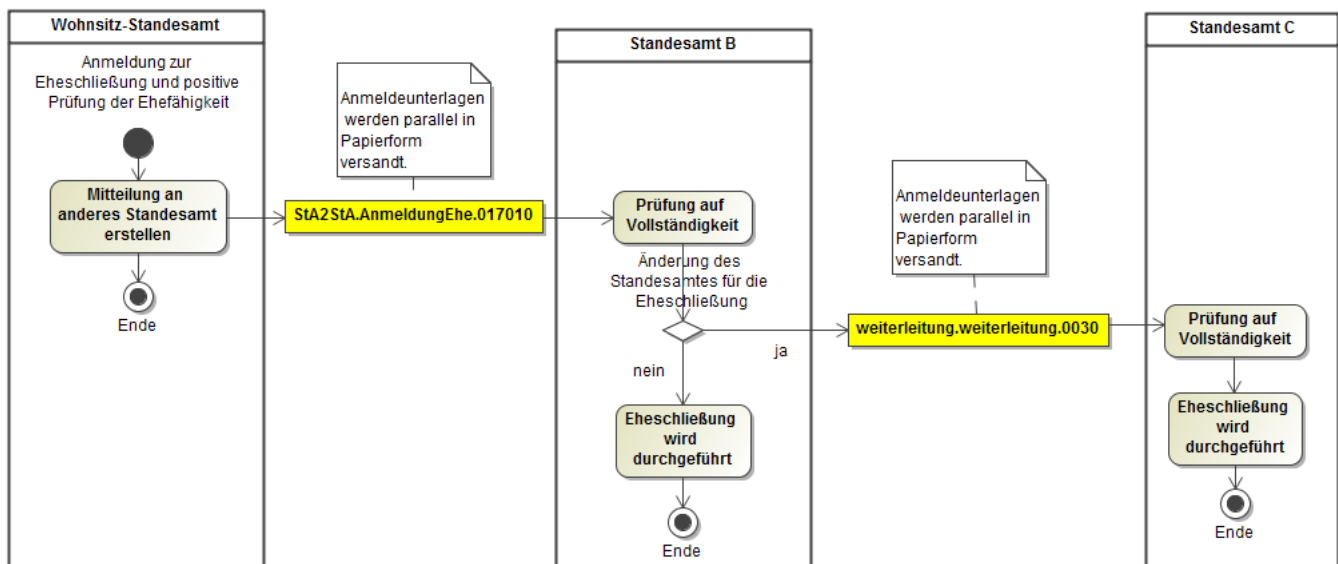 Wohnsitz-Standesamt
Anmeldung zur
Eheschließung und positive
Prüfung der Ehefähigkeit
Mitteilung an
anderes Standesamt
erstellen
Ende
Anmeldeunterlagen
werden parallel in
Papierform
versandt.
StA2StA.AnmeldungEhe.017010
Standesamt B
Prüfung auf
Vollständigkeit
Änderung des
Standesamtes für die
Eheschließung
ja
nein
Eheschließung
wird
durchgeführt
Ende
Anmeldeunterlagen
werden parallel in
Papierform
versandt.
weiterleitung.weiterleitung.0030
Standesamt C
Prüfung auf
Vollständigkeit
Eheschließung
wird
durchgeführt
Ende